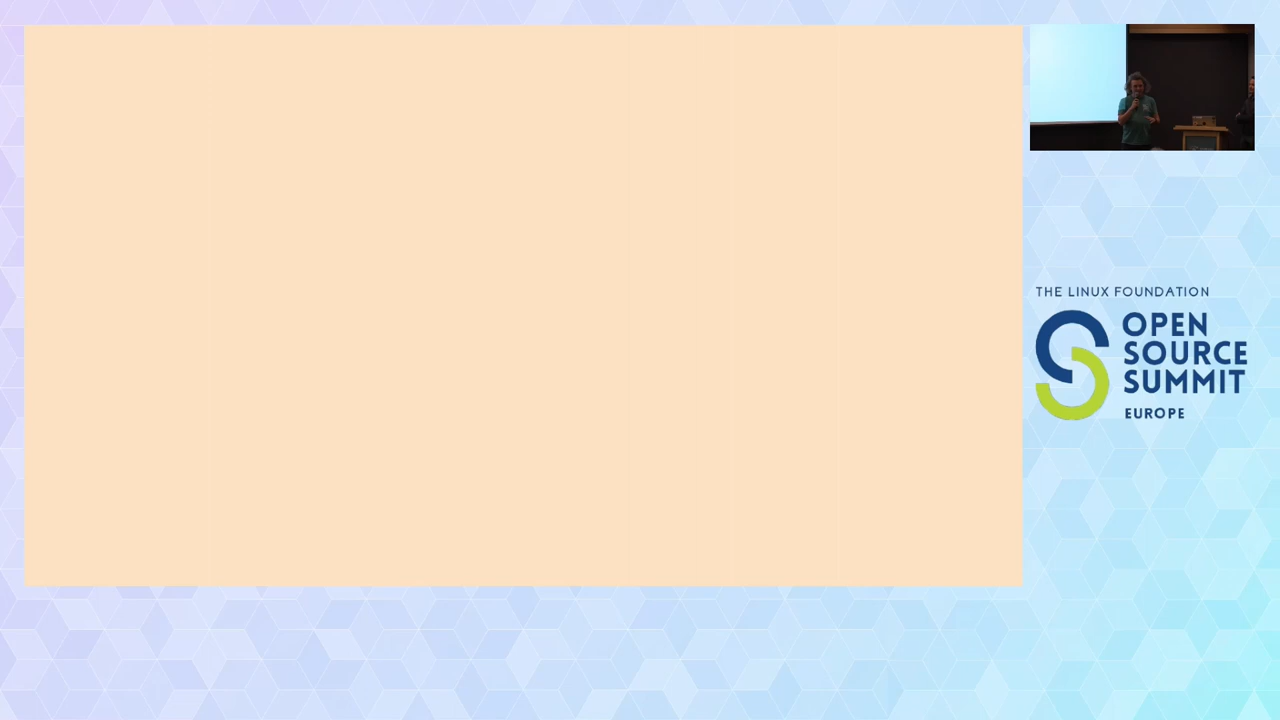 THE LINUX FOUNDATION
OPEN
SOURCE
SUMMIT
EUROPE